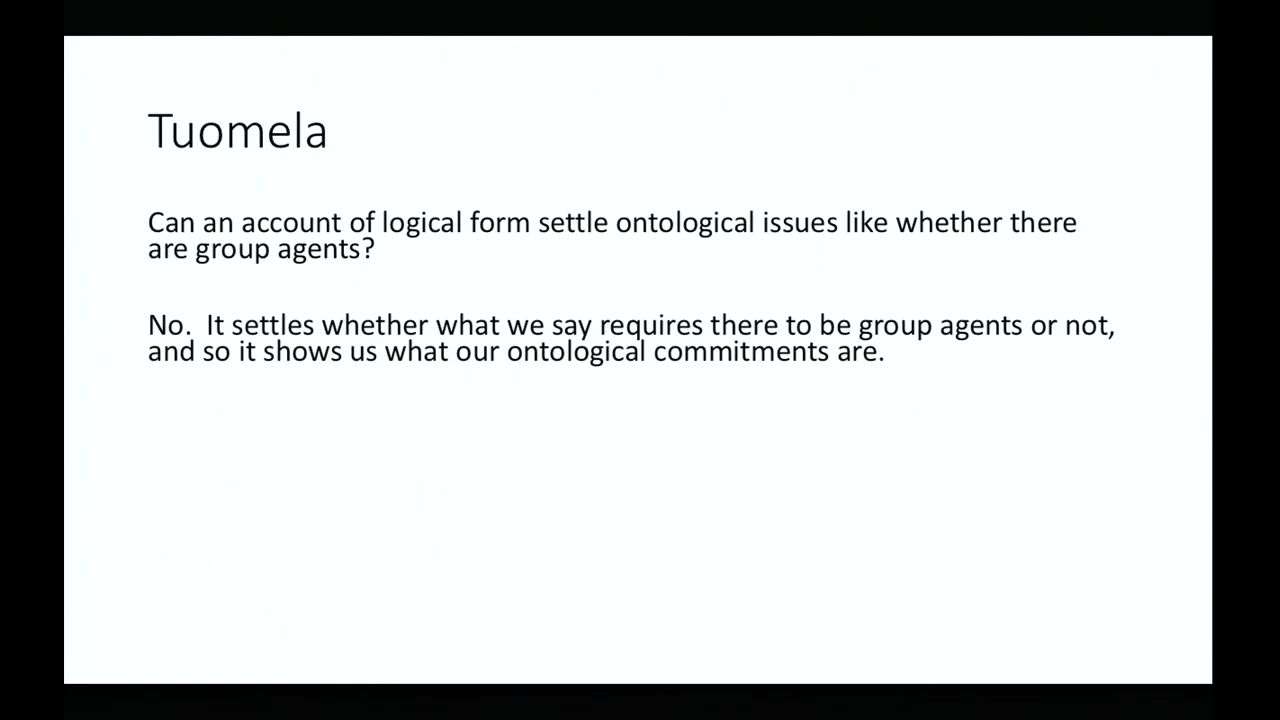 Tuomela
Can an account of logical form settle ontological issues like whether there
are group agents?
No.  It settles whether what we say requires there to be group agents or not,
and so it shows us what our ontological commitments are.